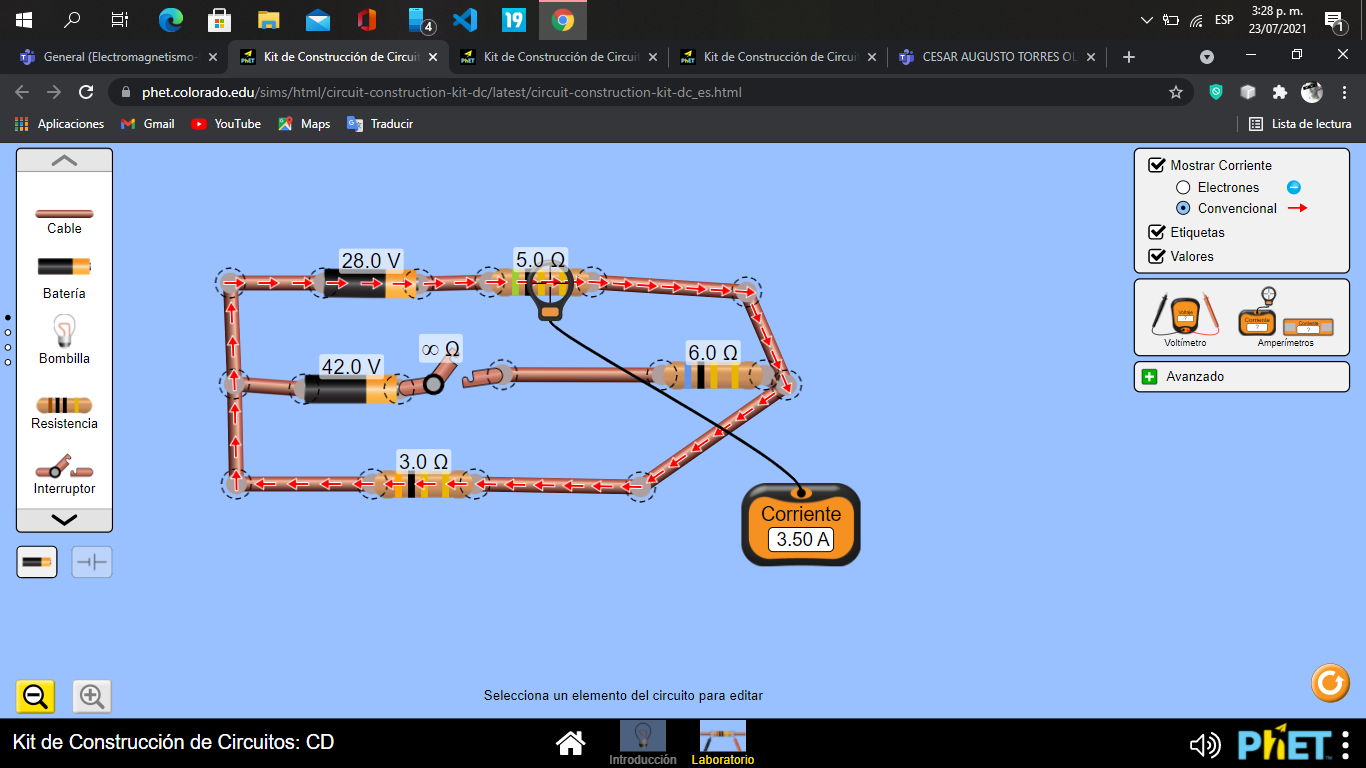 4
19
ESP
3:28 p. m.
23/07/2021
1
General (Electromagnetismo-
Kit de Construcción de Circuit
Kit de Construcción de Circuit
Kit de Construcción de Circuit
CESAR AUGUSTO TORRES OL
phet.colorado.edu/sims/html/circuit-construction-kit-dc/latest/circuit-construction-kit-dc_es.html
Aplicaciones
Gmail
YouTube
Maps
Traducir
Lista de lectura
Cable
Batería
Bombilla
Resistencia
Interruptor
28.0 V
5.0 Ω
∞ Ω
6.0 Ω
42.0 V
3.0 Ω
Corriente
3.50 A
Mostrar Corriente
Electrones
Convencional
Etiquetas
Valores
Voltaje
?
Corriente
?
Corriente
?
Voltímetro
Amperímetros
Avanzado
Selecciona un elemento del circuito para editar
Kit de Construcción de Circuitos: CD
Introducción
Laboratorio
PhET